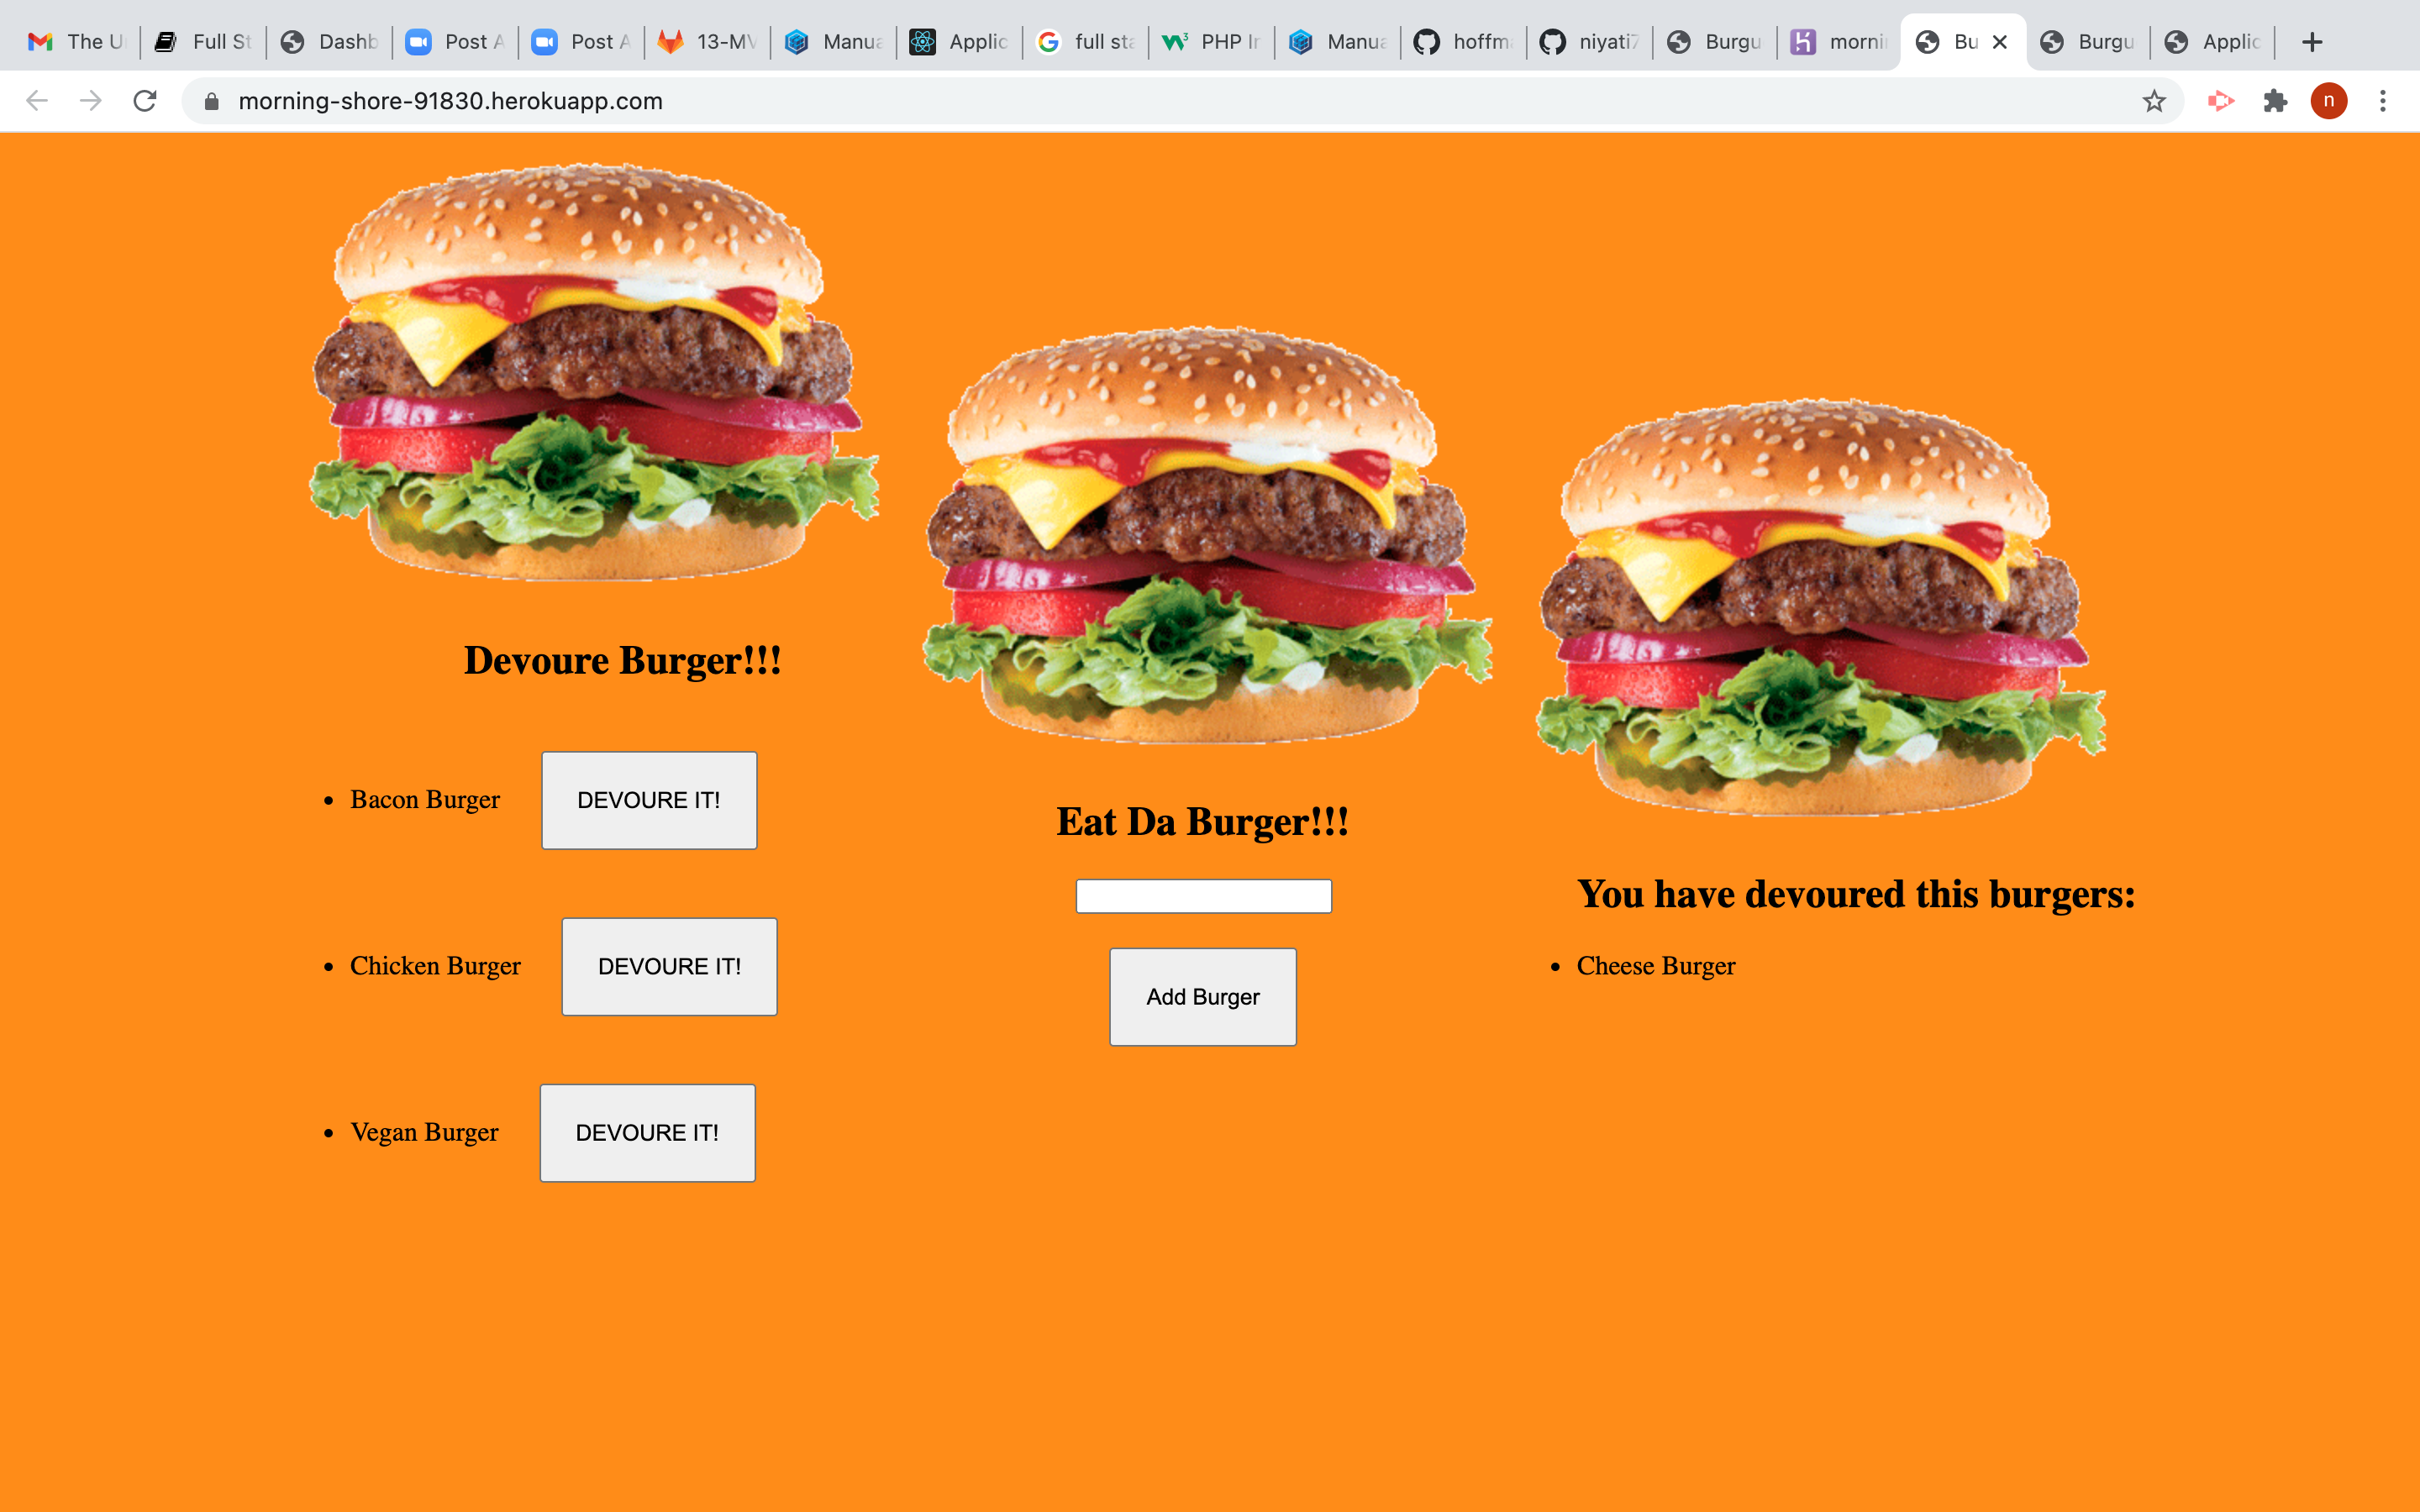 The U
Full St
Dashb
Post A
Post A
13-MV
Manua
Applic
full sta
PHP Ir
Manua
hoffma
niyati7
Burgu
mornin
Bu
Burgu
Applic
morning-shore-91830.herokuapp.com
n
Devoure Burger!!!
Bacon Burger DEVOURE IT!
Chicken Burger DEVOURE IT!
Vegan Burger DEVOURE IT!
Eat Da Burger!!!
Add Burger
You have devoured this burgers:
Cheese Burger